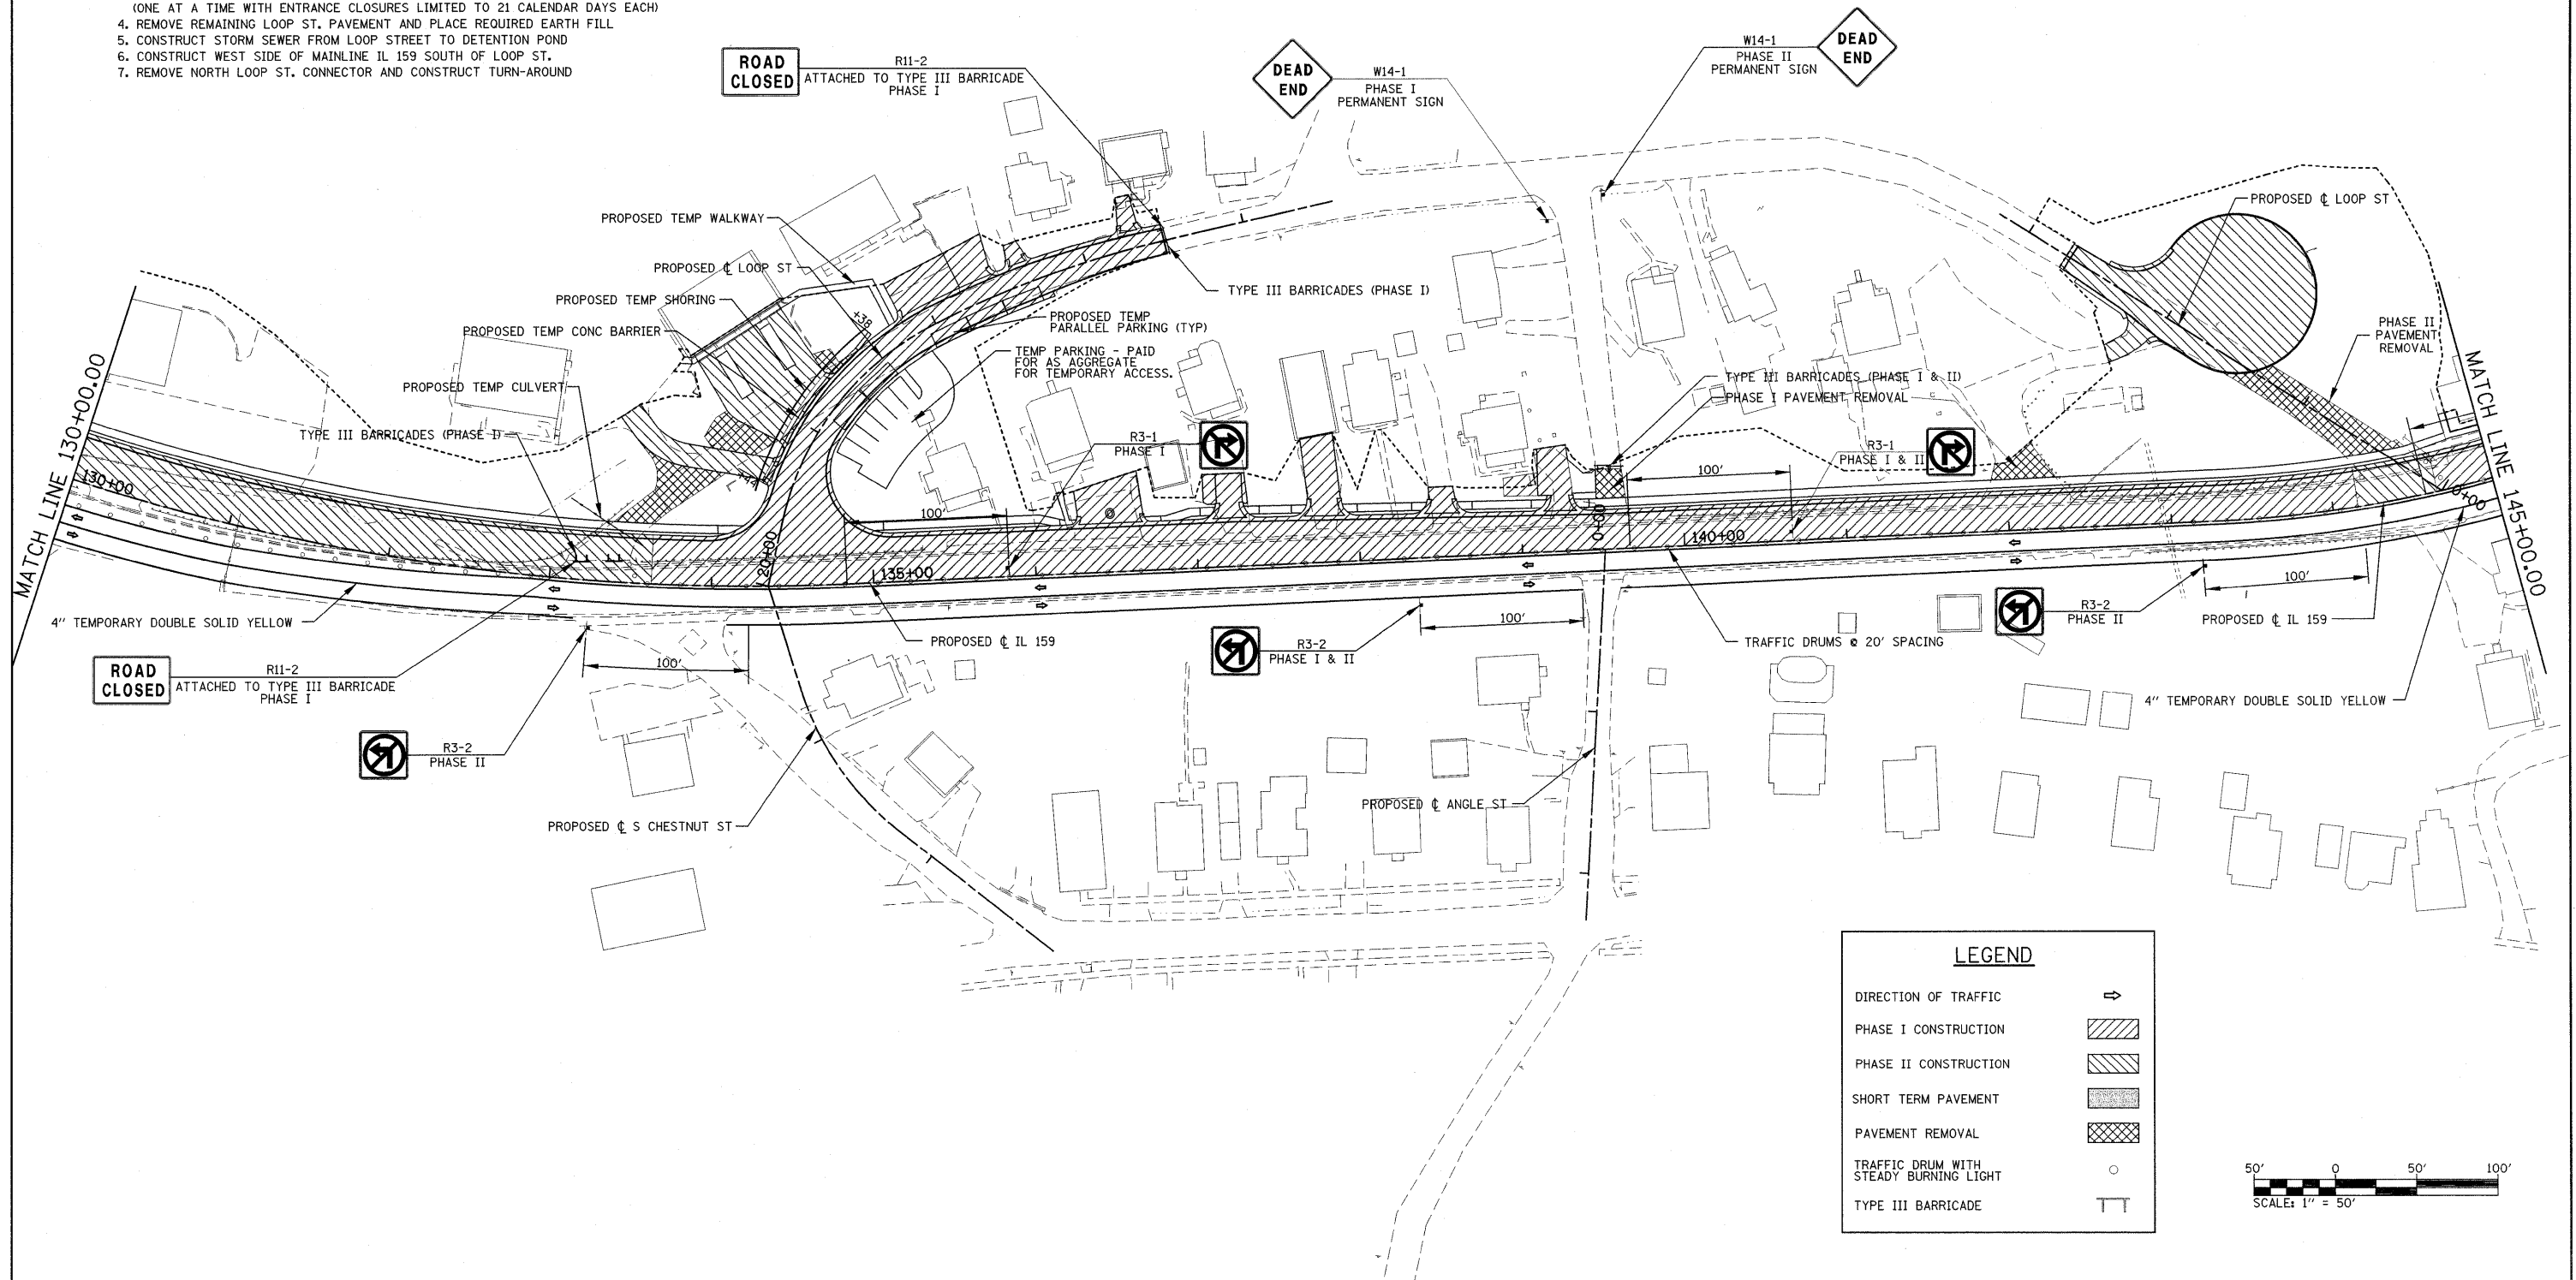 (ONE AT A TIME WITH ENTRANCE CLOSURES LIMITED TO 21 CALENDAR DAYS EACH)
4. REMOVE REMAINING LOOP ST. PAVEMENT AND PLACE REQUIRED EARTH FILL
5. CONSTRUCT STORM SEWER FROM LOOP STREET TO DETENTION POND
6. CONSTRUCT WEST SIDE OF MAINLINE IL 159 SOUTH OF LOOP ST.
7. REMOVE NORTH LOOP ST. CONNECTOR AND CONSTRUCT TURN-AROUND
ROAD
CLOSED
R11-2
ATTACHED TO TYPE III BARRICADE
PHASE I
DEAD
END
W14-1
PHASE I
PERMANENT SIGN
W14-1
PHASE II
PERMANENT SIGN
DEAD
END
PROPOSED TEMP WALKWAY
PROPOSED ℄ LOOP ST
PROPOSED TEMP SHORING
PROPOSED TEMP CONC BARRIER
PROPOSED TEMP CULVERT
TYPE III BARRICADES (PHASE I)
+38
TYPE III BARRICADES (PHASE I)
PROPOSED TEMP
PARALLEL PARKING (TYP)
TEMP PARKING - PAID
FOR AS AGGREGATE
FOR TEMPORARY ACCESS.
R3-1
PHASE I
TYPE III BARRICADES (PHASE I & II)
PHASE I PAVEMENT REMOVAL
R3-1
PHASE I & II
PROPOSED ℄ LOOP ST
PHASE II
PAVEMENT
REMOVAL
MATCH LINE 130+00.00
MATCH LINE 145+00.00
130+00
20+00
135+00
100'
0+00
140+00
100'
4" TEMPORARY DOUBLE SOLID YELLOW
ROAD
CLOSED
R11-2
ATTACHED TO TYPE III BARRICADE
PHASE I
R3-2
PHASE II
100'
PROPOSED ℄ S CHESTNUT ST
PROPOSED ℄ IL 159
R3-2
PHASE I & II
100'
TRAFFIC DRUMS @ 20' SPACING
PROPOSED ℄ ANGLE ST
R3-2
PHASE II
100'
PROPOSED ℄ IL 159
4" TEMPORARY DOUBLE SOLID YELLOW
LEGEND
DIRECTION OF TRAFFIC
PHASE I CONSTRUCTION
PHASE II CONSTRUCTION
SHORT TERM PAVEMENT
PAVEMENT REMOVAL
TRAFFIC DRUM WITH
STEADY BURNING LIGHT
TYPE III BARRICADE
50' 0 50' 100'
SCALE: 1" = 50'